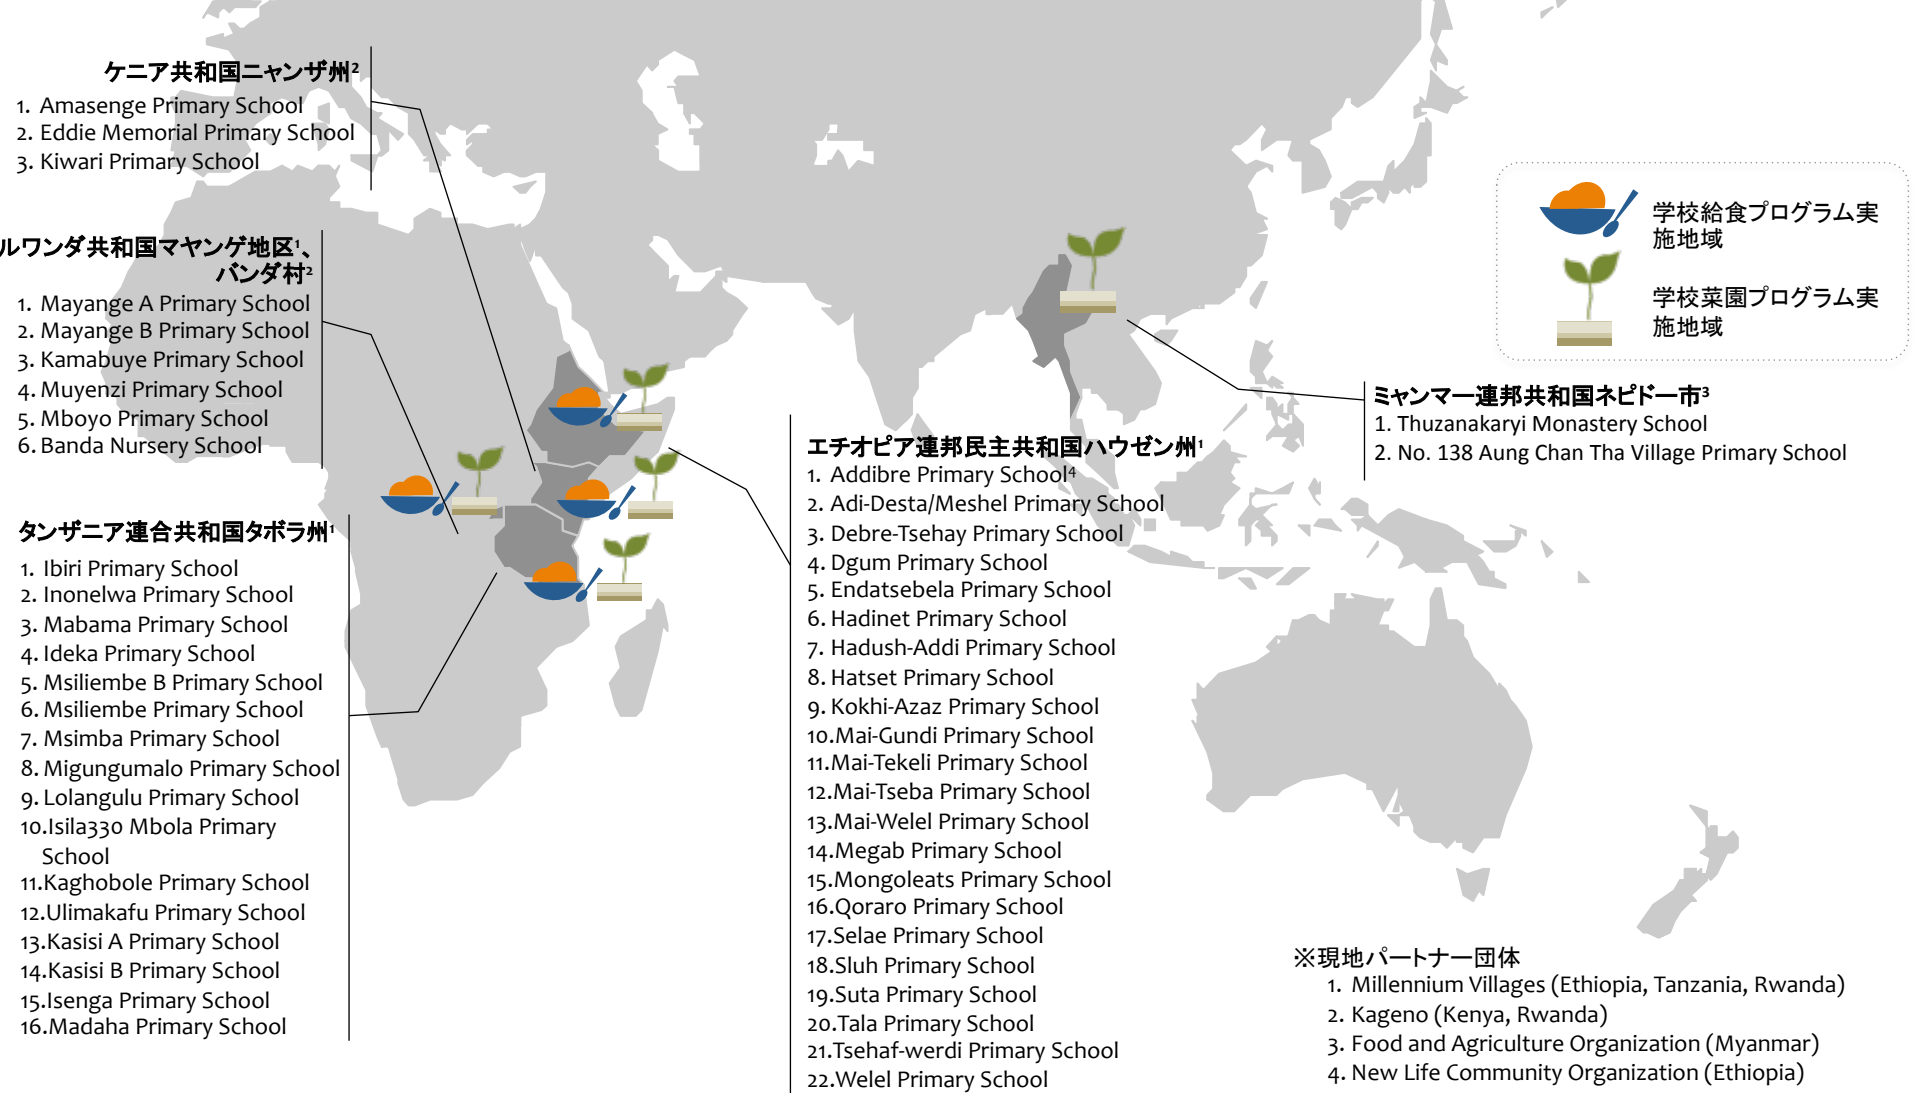 ケニア共和国ニャンザ州²
1. Amasenge Primary School
2. Eddie Memorial Primary School
3. Kiwari Primary School
ルワンダ共和国マヤンゲ地区¹、
バンダ村²
1. Mayange A Primary School
2. Mayange B Primary School
3. Kamabuye Primary School
4. Muyenzi Primary School
5. Mboyo Primary School
6. Banda Nursery School
タンザニア連合共和国タボラ州¹
1. Ibiri Primary School
2. Inonelwa Primary School
3. Mabama Primary School
4. Ideka Primary School
5. Msiliembe B Primary School
6. Msiliembe Primary School
7. Msimba Primary School
8. Migungumalo Primary School
9. Lolangulu Primary School
10.Isila330 Mbola Primary
School
11.Kaghobole Primary School
12.Ulimakafu Primary School
13.Kasisi A Primary School
14.Kasisi B Primary School
15.Isenga Primary School
16.Madaha Primary School
エチオピア連邦民主共和国ハウゼン州¹
1. Addibre Primary School⁴
2. Adi-Desta/Meshel Primary School
3. Debre-Tsehay Primary School
4. Dgum Primary School
5. Endatsebela Primary School
6. Hadinet Primary School
7. Hadush-Addi Primary School
8. Hatset Primary School
9. Kokhi-Azaz Primary School
10.Mai-Gundi Primary School
11.Mai-Tekeli Primary School
12.Mai-Tseba Primary School
13.Mai-Welel Primary School
14.Megab Primary School
15.Mongoleats Primary School
16.Qoraro Primary School
17.Selae Primary School
18.Sluh Primary School
19.Suta Primary School
20.Tala Primary School
21.Tsehaf-werdi Primary School
22.Welel Primary School
学校給食プログラム実
施地域
学校菜園プログラム実
施地域
ミャンマー連邦共和国ネピドー市³
1. Thuzanakaryi Monastery School
2. No. 138 Aung Chan Tha Village Primary School
※現地パートナー団体
1. Millennium Villages (Ethiopia, Tanzania, Rwanda)
2. Kageno (Kenya, Rwanda)
3. Food and Agriculture Organization (Myanmar)
4. New Life Community Organization (Ethiopia)